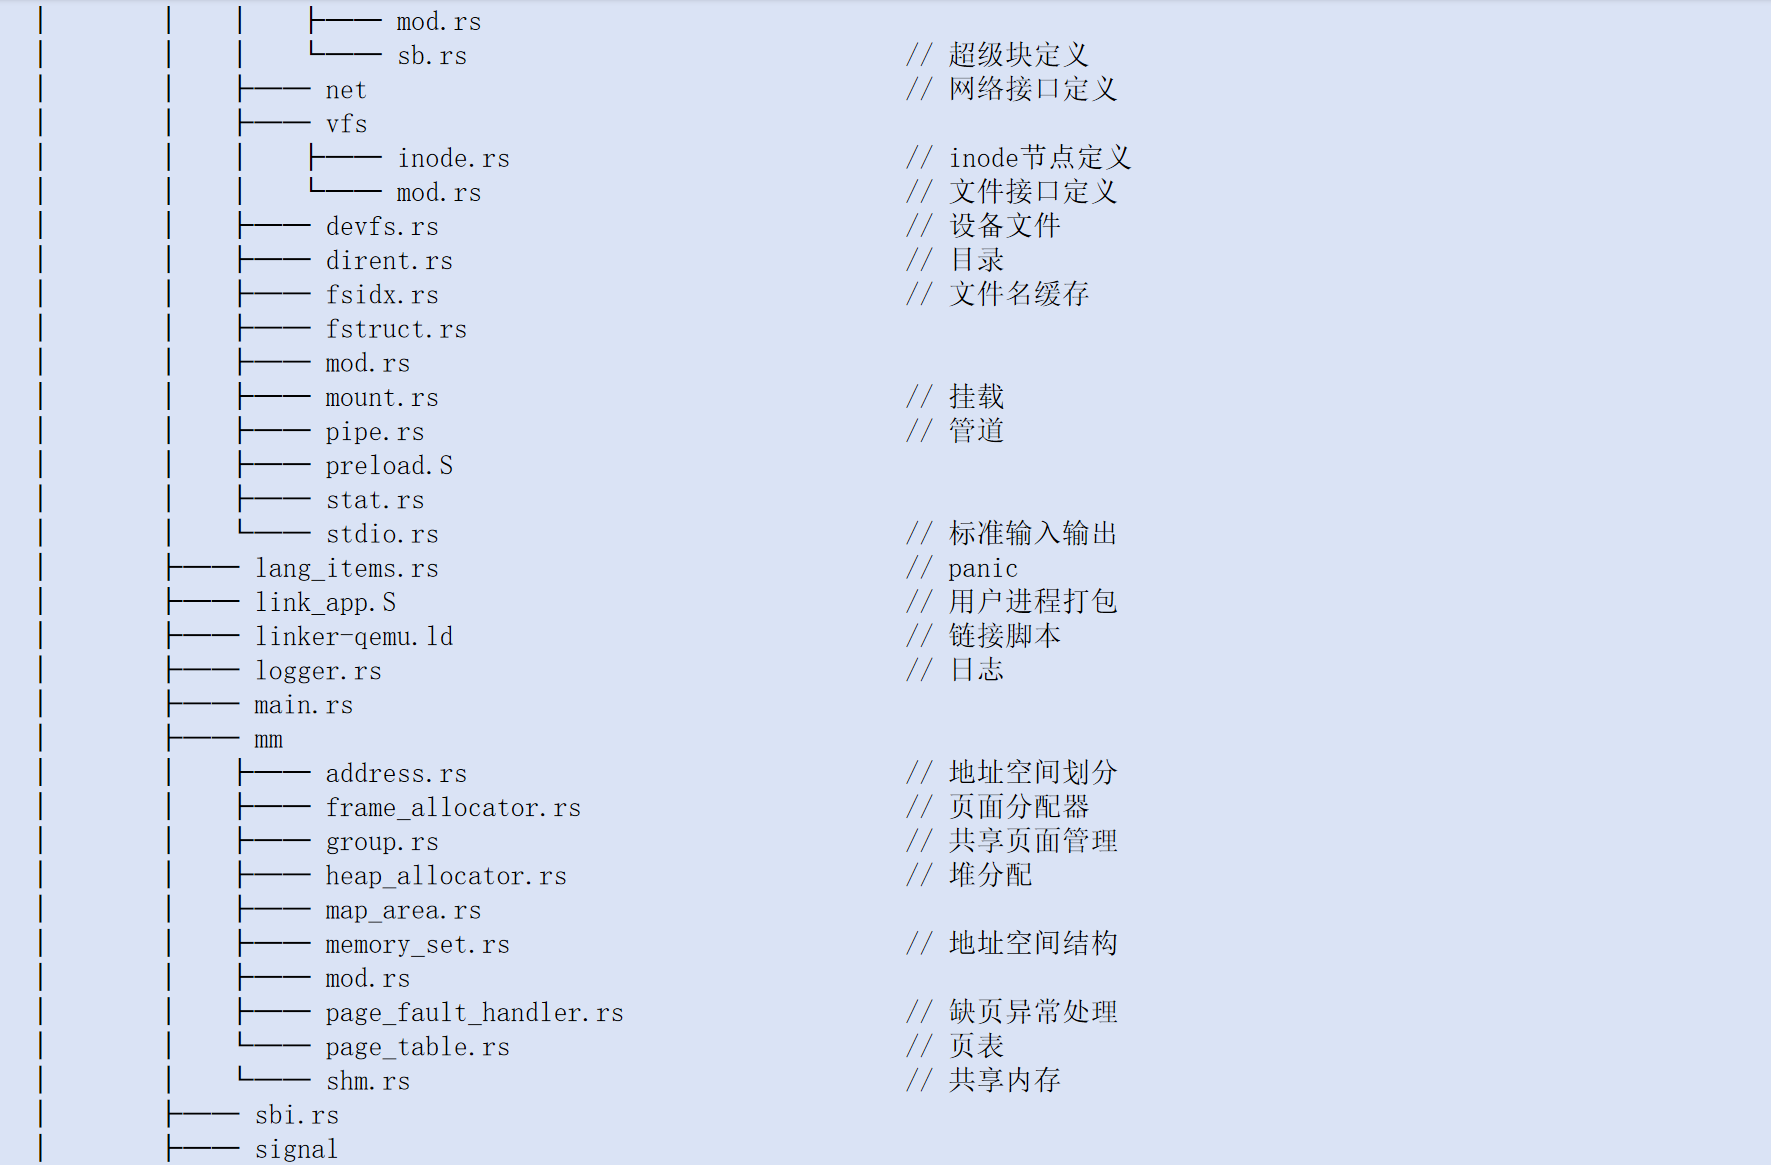 │        │    │    ├──── mod.rs
│        │    │    └──── sb.rs                               // 超级块定义
│        │    ├──── net                                      // 网络接口定义
│        │    ├──── vfs
│        │    │    ├──── inode.rs                            // inode节点定义
│        │    │    └──── mod.rs                              // 文件接口定义
│        │    ├──── devfs.rs                                 // 设备文件
│        │    ├──── dirent.rs                                // 目录
│        │    ├──── fsidx.rs                                 // 文件名缓存
│        │    ├──── fstruct.rs
│        │    ├──── mod.rs
│        │    ├──── mount.rs                                 // 挂载
│        │    ├──── pipe.rs                                  // 管道
│        │    ├──── preload.S
│        │    ├──── stat.rs
│        │    └──── stdio.rs                                 // 标准输入输出
│        ├──── lang_items.rs                                 // panic
│        ├──── link_app.S                                    // 用户进程打包
│        ├──── linker-qemu.ld                                // 链接脚本
│        ├──── logger.rs                                     // 日志
│        ├──── main.rs
│        ├──── mm
│        │    ├──── address.rs                               // 地址空间划分
│        │    ├──── frame_allocator.rs                       // 页面分配器
│        │    ├──── group.rs                                 // 共享页面管理
│        │    ├──── heap_allocator.rs                        // 堆分配
│        │    ├──── map_area.rs
│        │    ├──── memory_set.rs                            // 地址空间结构
│        │    ├──── mod.rs
│        │    ├──── page_fault_handler.rs                    // 缺页异常处理
│        │    └──── page_table.rs                            // 页表
│        │    └──── shm.rs                                   // 共享内存
│        ├──── sbi.rs
│        ├──── signal